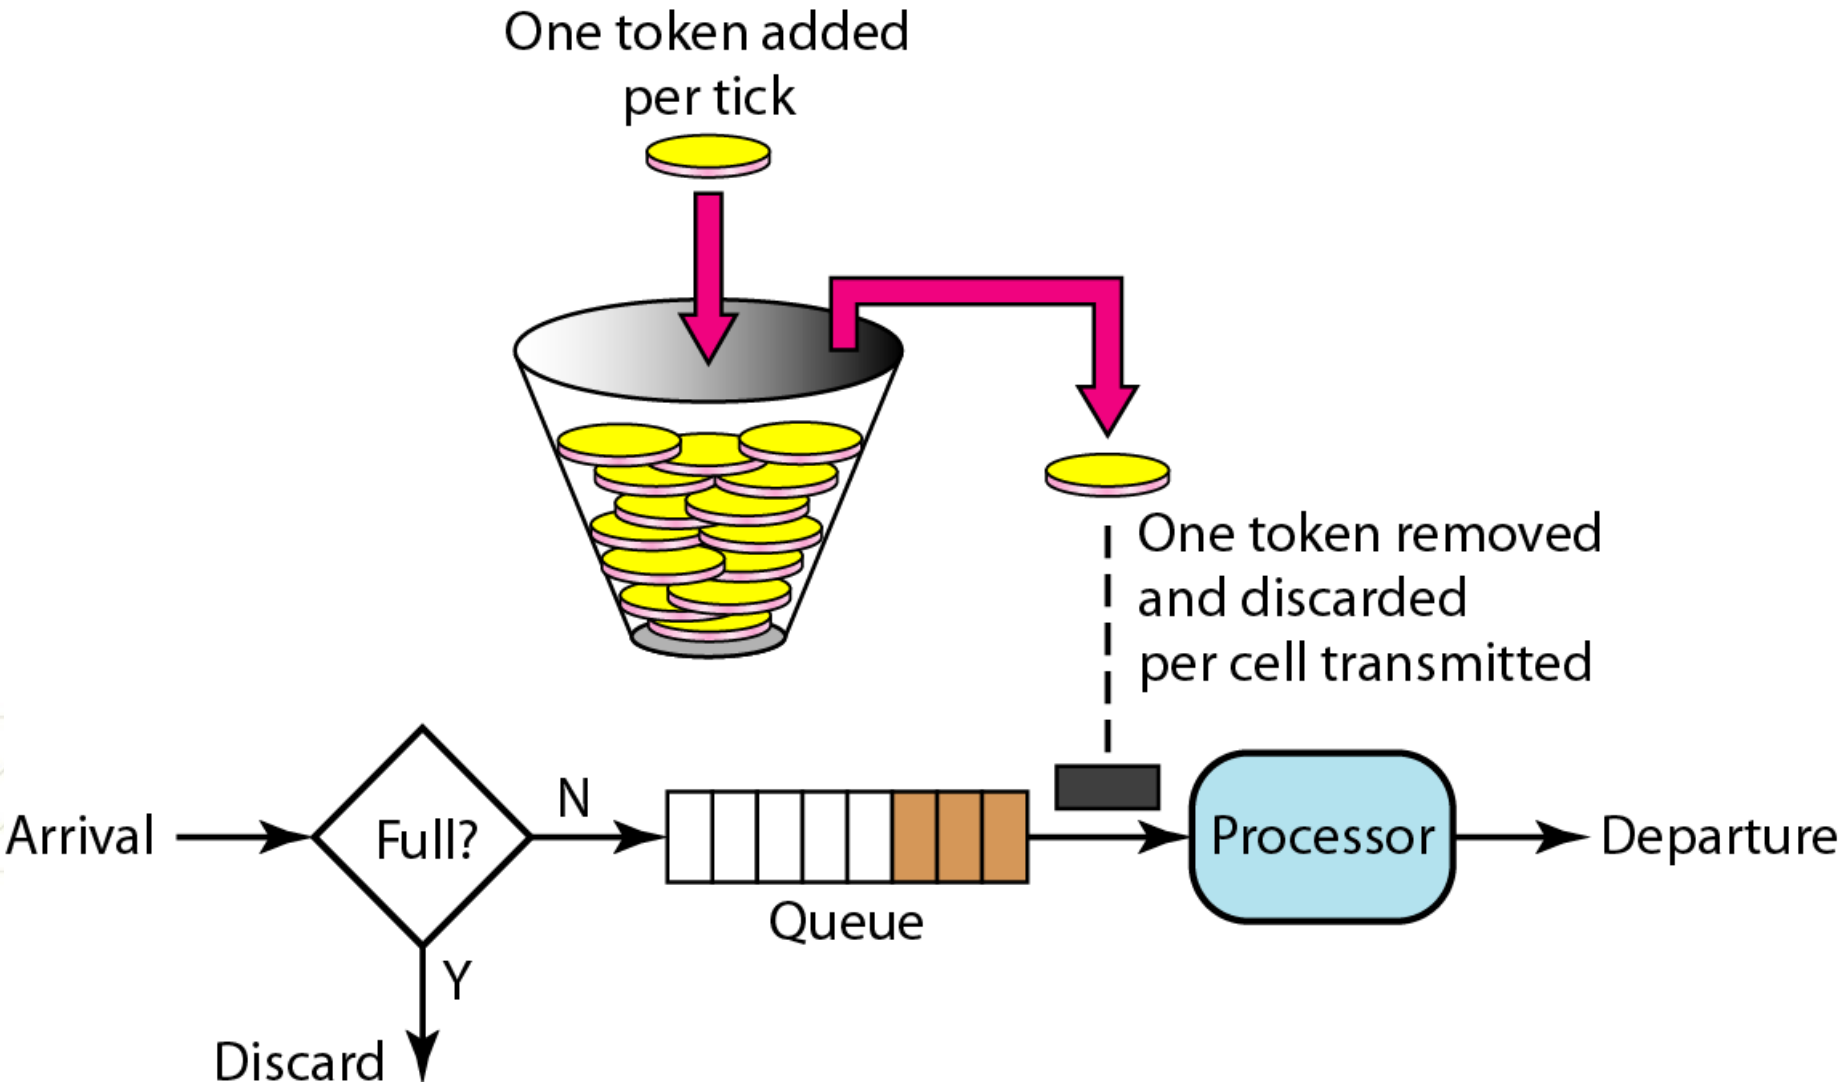 One token added
per tick
One token removed
and discarded
per cell transmitted
Arrival
Full?
N
Y
Discard
Queue
Processor
Departure